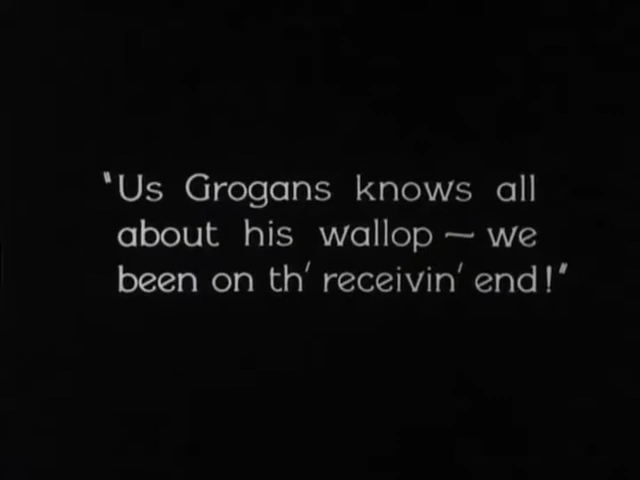 "Us Grogans knows all
about his wallop — we
been on th' receivin' end!"